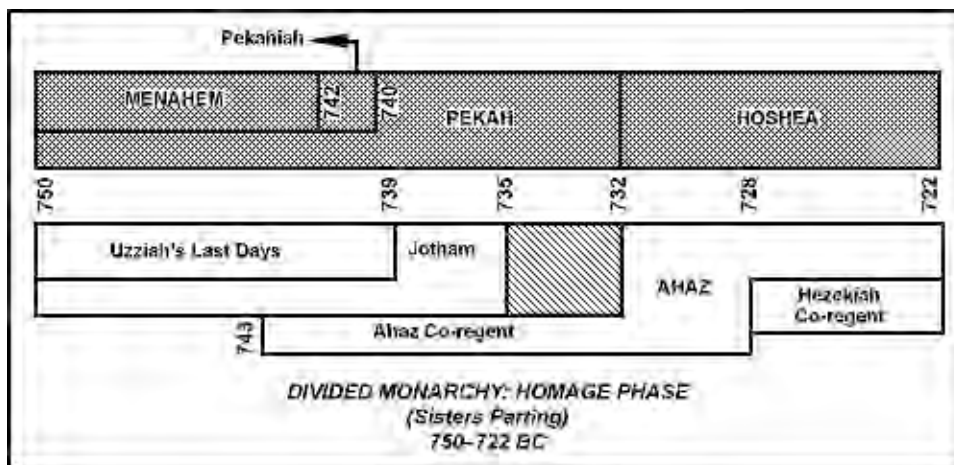 Pekahiah
MENAHEM
742
740
PEKAH
HOSHEA
750
739
735
732
728
722
Uzziah's Last Days
Jotham
AHAZ
Hezekiah
Co-regent
743
Ahaz Co-regent
DIVIDED MONARCHY: HOMAGE PHASE
(Sisters Parting)
750–722 BC